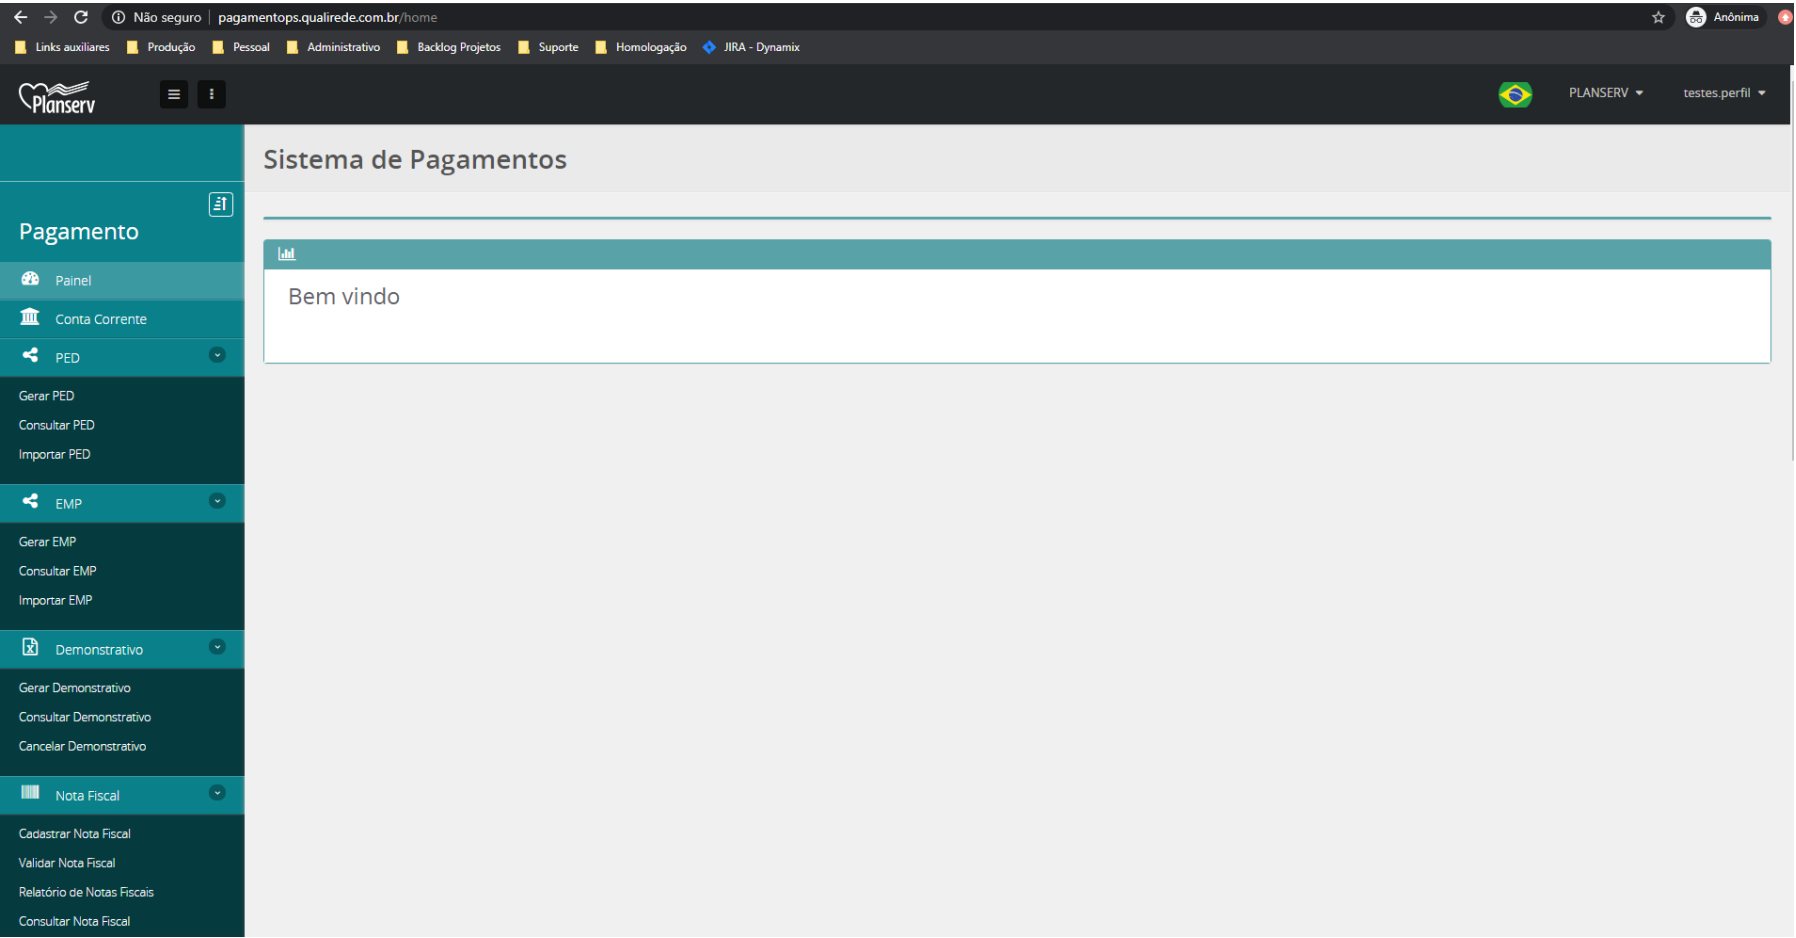 Não seguro | pagamentops.qualirede.com.br/home
Anônima
Links auxiliares Produção Pessoal Administrativo Backlog Projetos Suporte Homologação JIRA - Dynamix
Planserv
PLANSERV testes.perfil
Sistema de Pagamentos
Pagamento
Painel
Conta Corrente
PED
Gerar PED
Consultar PED
Importar PED
EMP
Gerar EMP
Consultar EMP
Importar EMP
Demonstrativo
Gerar Demonstrativo
Consultar Demonstrativo
Cancelar Demonstrativo
Nota Fiscal
Cadastrar Nota Fiscal
Validar Nota Fiscal
Relatório de Notas Fiscais
Consultar Nota Fiscal
Bem vindo